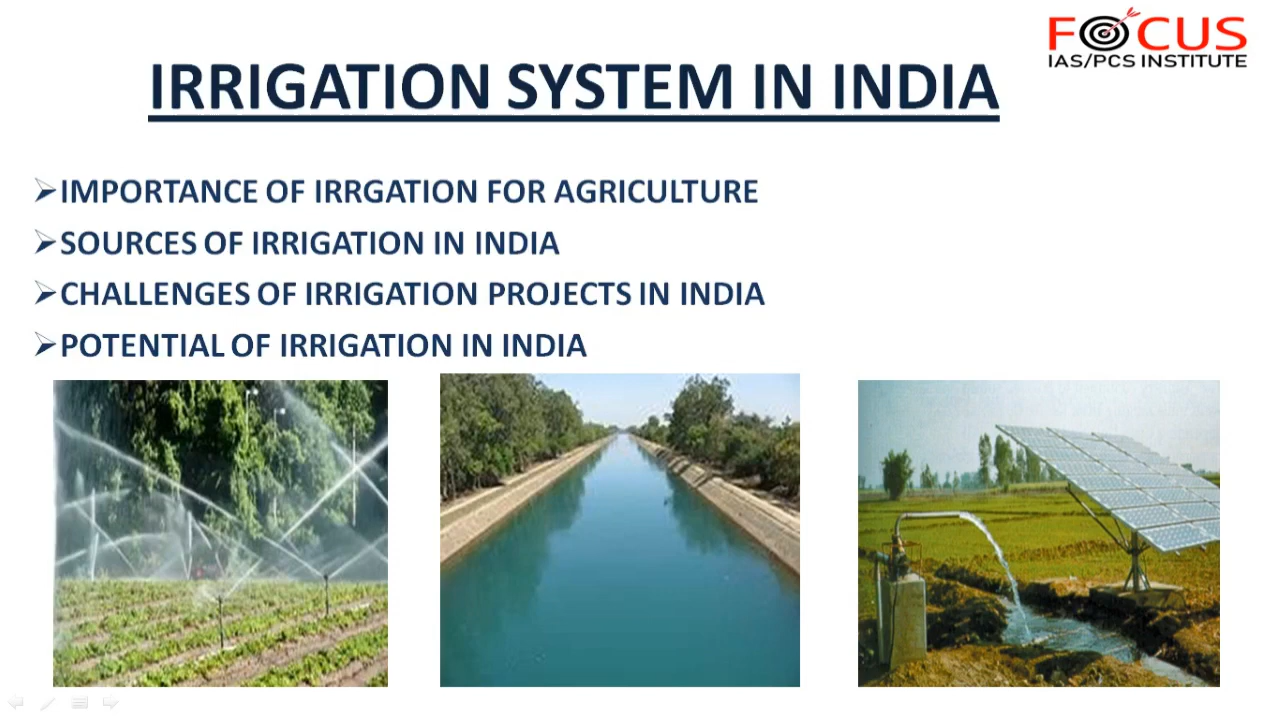 FOCUS
IAS/PCS INSTITUTE
IRRIGATION SYSTEM IN INDIA
IMPORTANCE OF IRRGATION FOR AGRICULTURE
SOURCES OF IRRIGATION IN INDIA
CHALLENGES OF IRRIGATION PROJECTS IN INDIA
POTENTIAL OF IRRIGATION IN INDIA